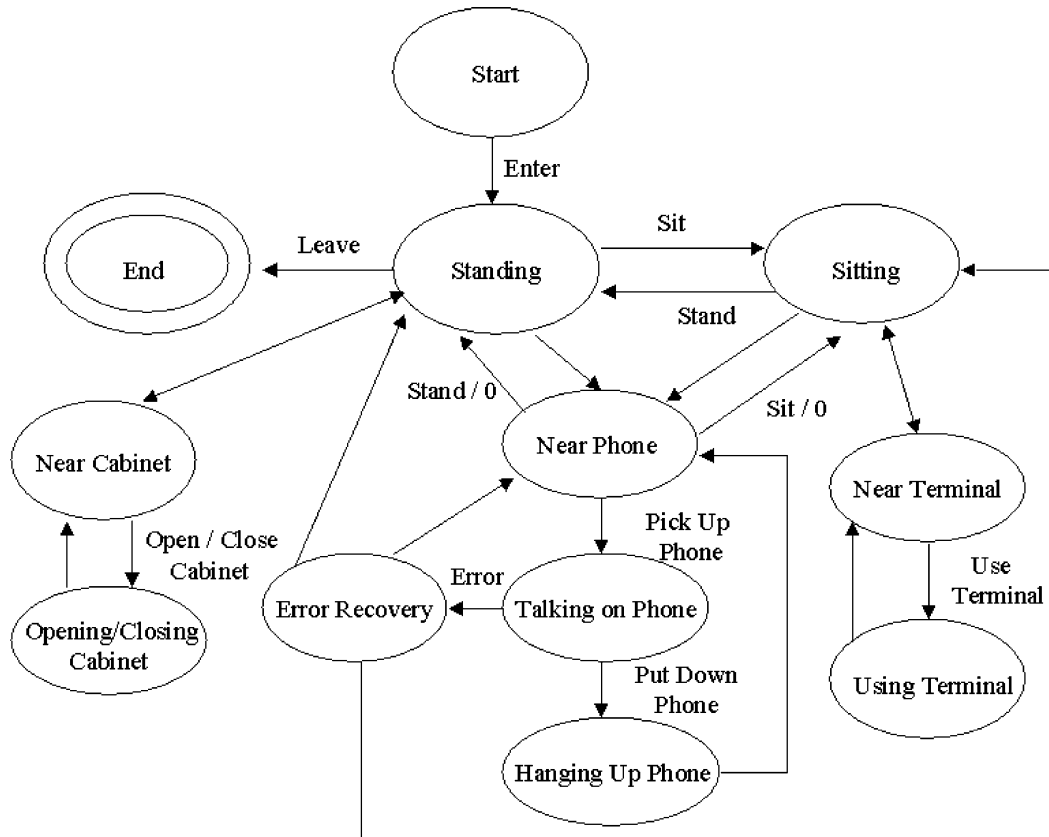 Start
Enter
Sit
Leave
End
Standing
Sitting
Stand
Stand / 0
Sit / 0
Near Phone
Near Cabinet
Near Terminal
Pick Up
Phone
Open / Close
Cabinet
Use
Terminal
Error
Error Recovery
Talking on Phone
Opening/Closing
Cabinet
Put Down
Phone
Using Terminal
Hanging Up Phone